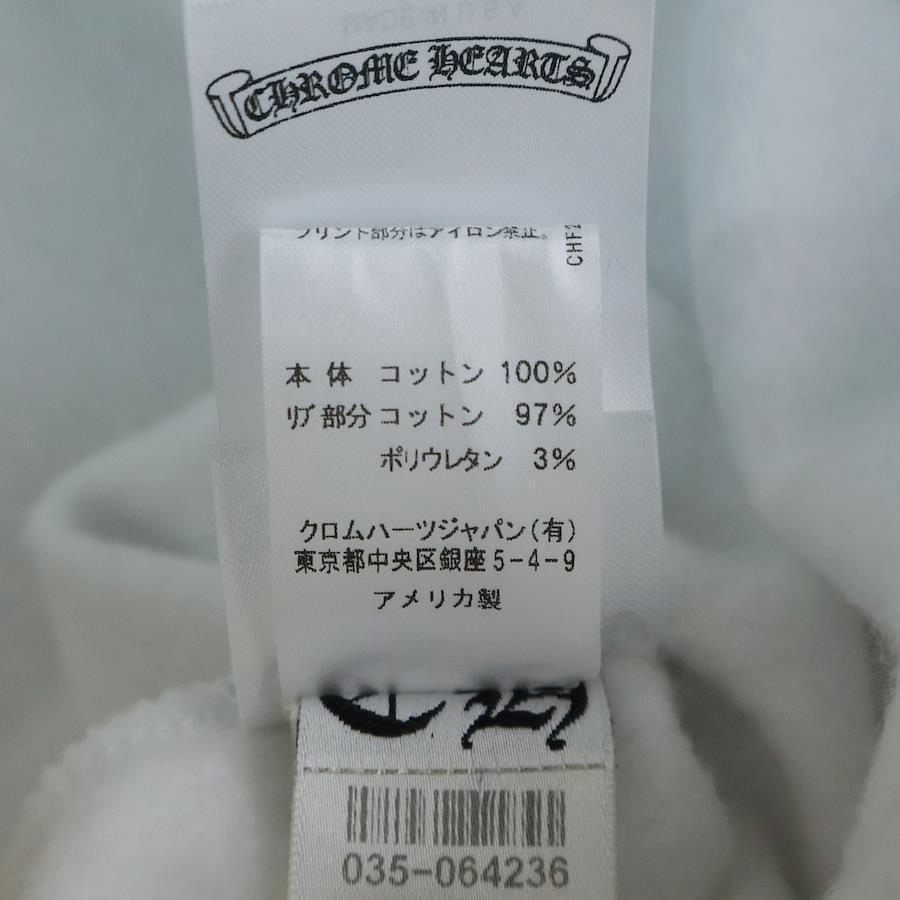 MADE IN U S A
CHROME HEARTS
プリント部分はアイロン禁止。
本体 コットン 100%
リブ部分 コットン 97%
ポリウレタン 3%
クロムハーツジャパン(有)
東京都中央区銀座5-4-9
アメリカ製
CH
035-064236